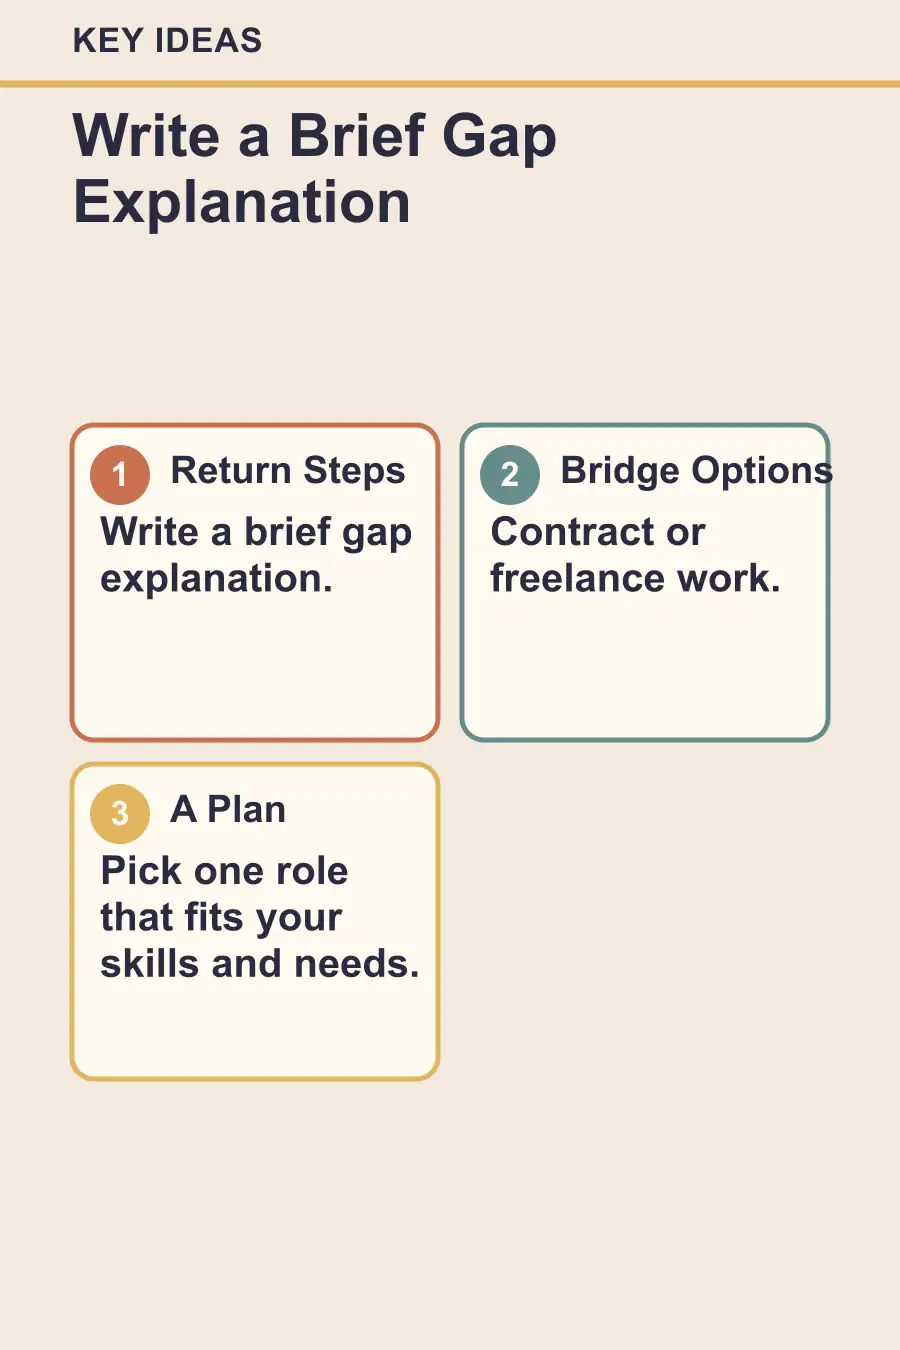 KEY IDEAS
Write a Brief Gap
Explanation
1
Return Steps
Write a brief gap
explanation.
2
Bridge Options
Contract or
freelance work.
3
A Plan
Pick one role
that fits your
skills and needs.